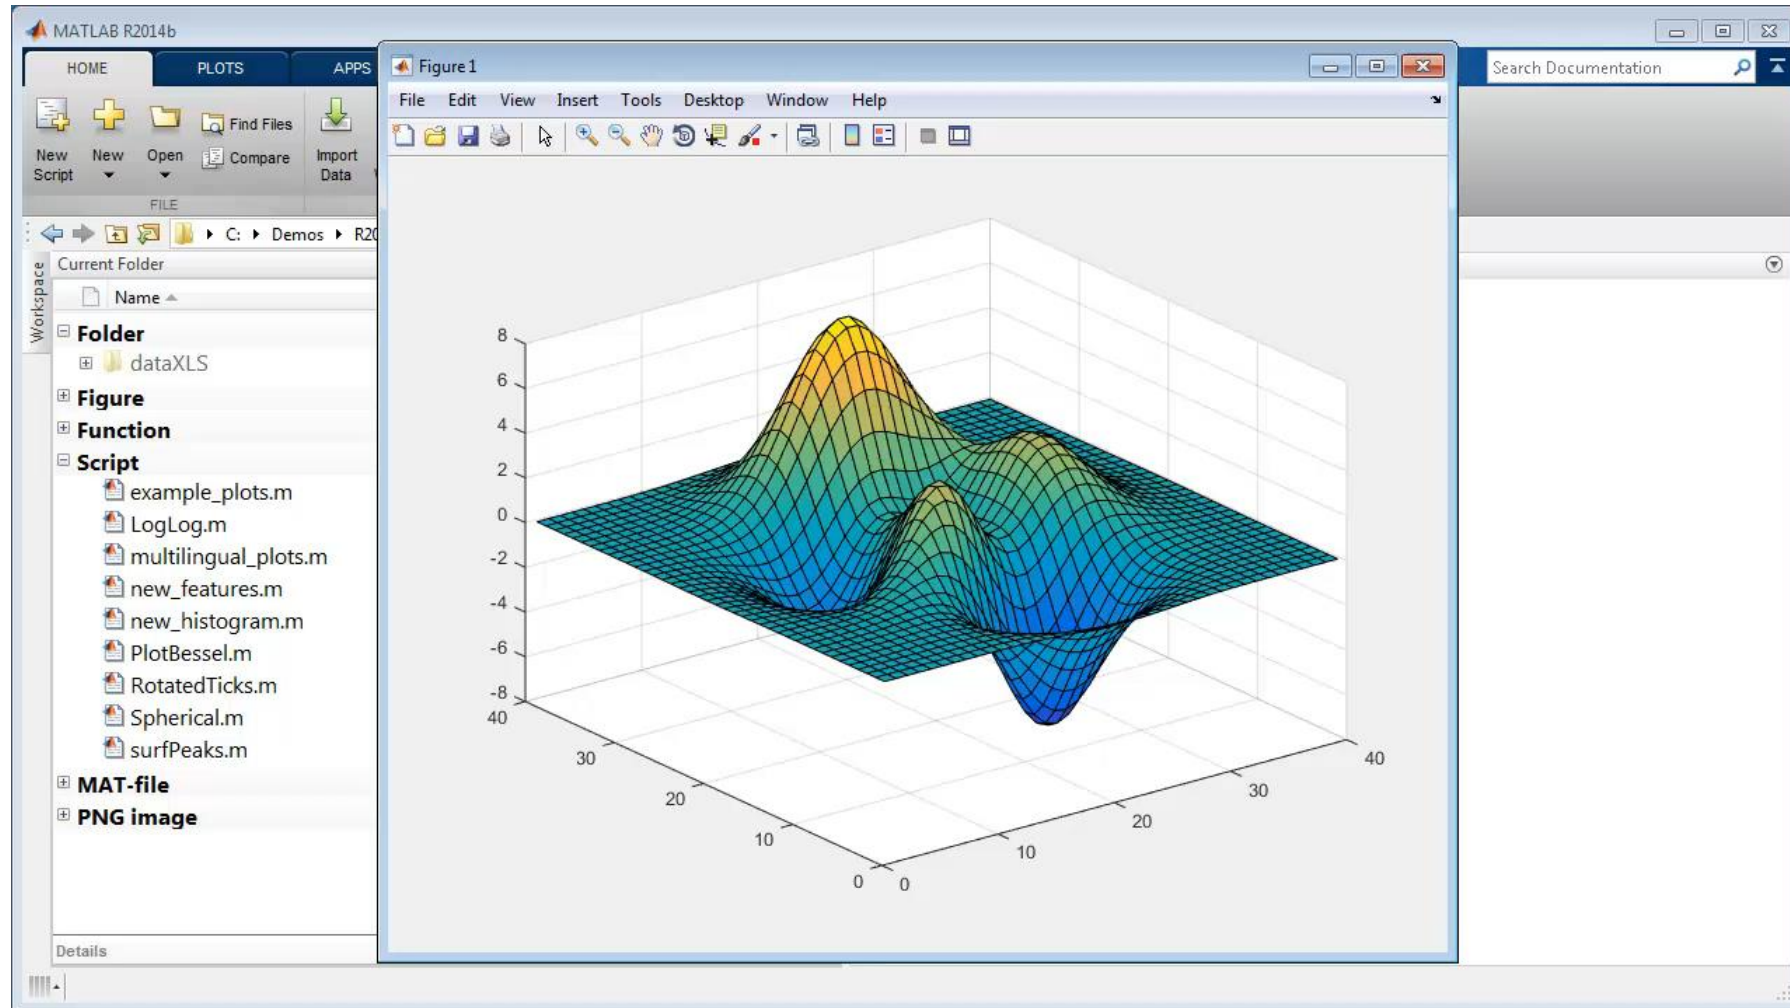 MATLAB R2014b
HOME
PLOTS
APPS
Search Documentation
New Script
New
Open
Find Files
Compare
Import Data
FILE
C:
Demos
Workspace
Current Folder
Name
Folder
dataXLS
Figure
Function
Script
example_plots.m
LogLog.m
multilingual_plots.m
new_features.m
new_histogram.m
PlotBessel.m
RotatedTicks.m
Spherical.m
surfPeaks.m
MAT-file
PNG image
Details
Figure 1
File Edit View Insert Tools Desktop Window Help
8
6
4
2
0
-2
-4
-6
-8
40
30
20
10
0
0
10
20
30
40